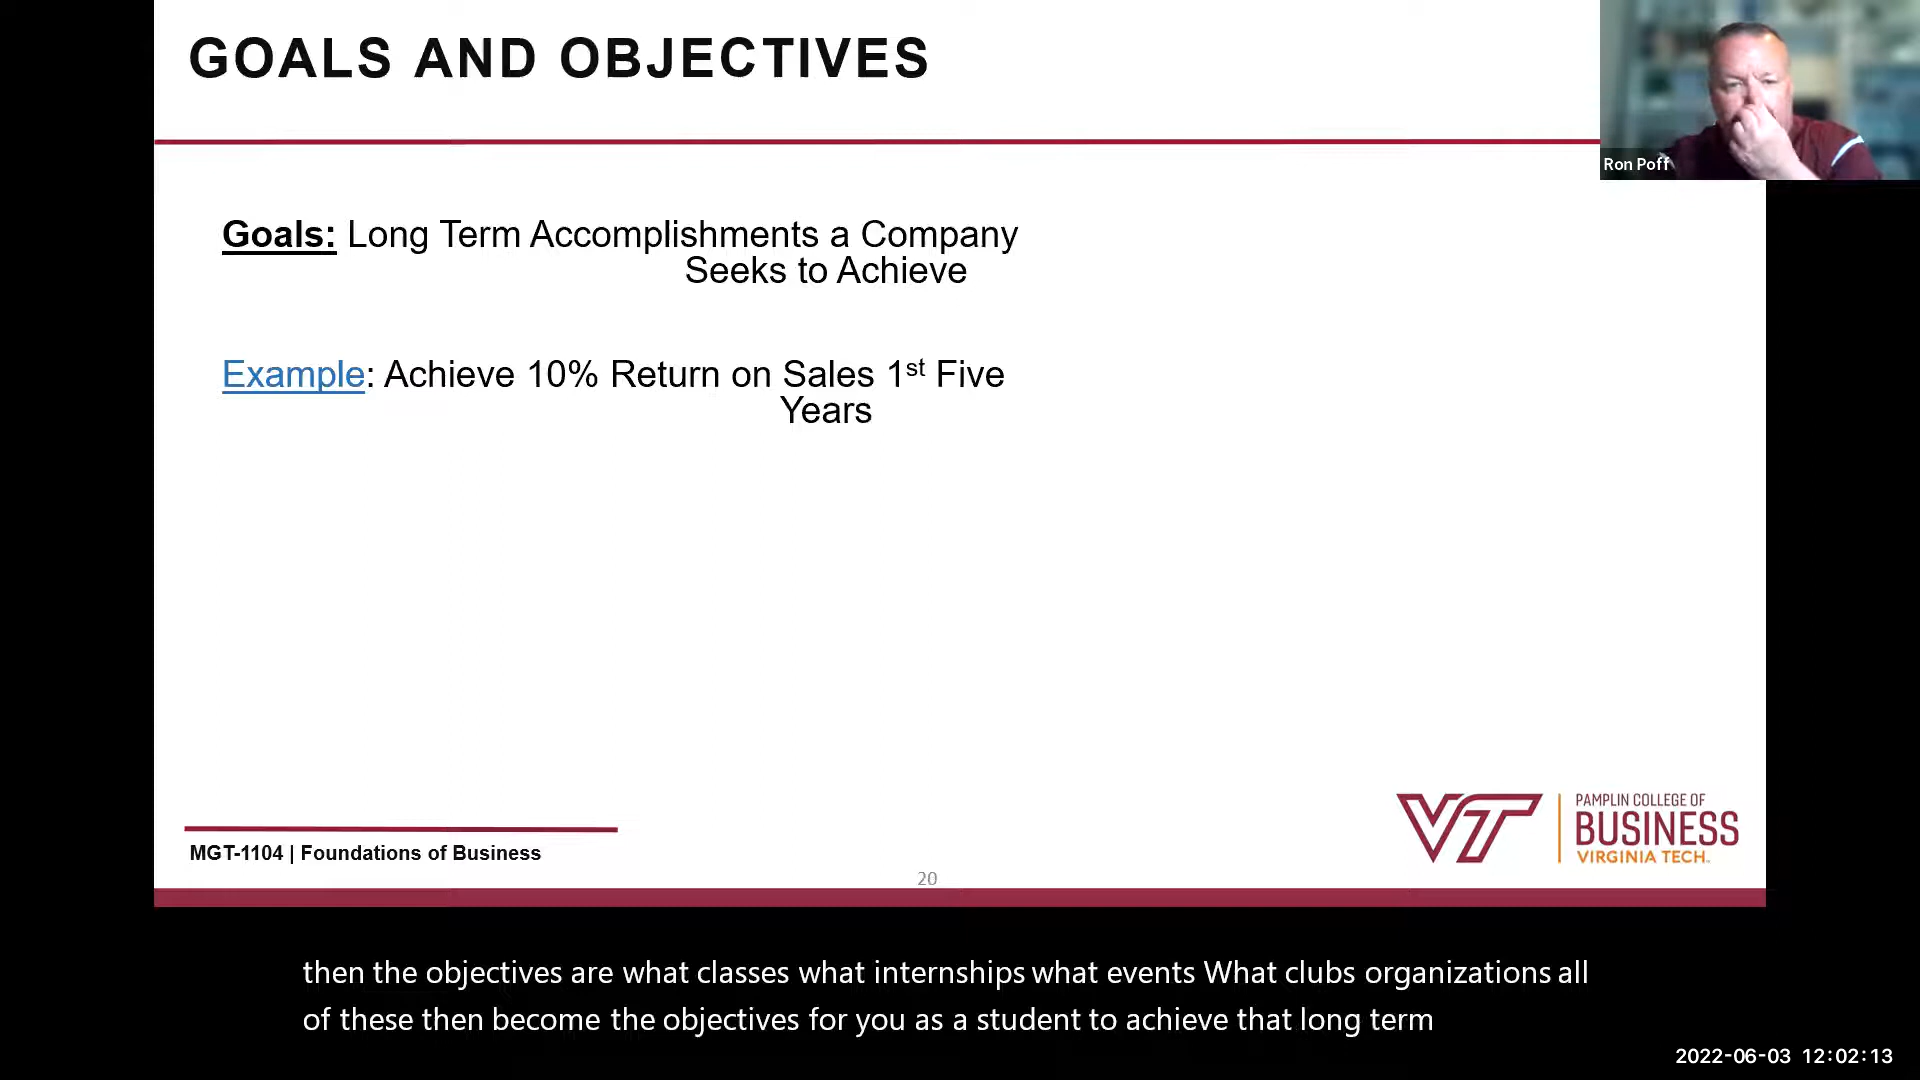 GOALS AND OBJECTIVES
Ron Poff
Goals: Long Term Accomplishments a Company
Seeks to Achieve
Example: Achieve 10% Return on Sales 1st Five
Years
PAMPLIN COLLEGE OF
VT BUSINESS
VIRGINIA TECH.
MGT-1104 | Foundations of Business
20
then the objectives are what classes what internships what events What clubs organizations all
of these then become the objectives for you as a student to achieve that long term
2022-06-03 12:02:13